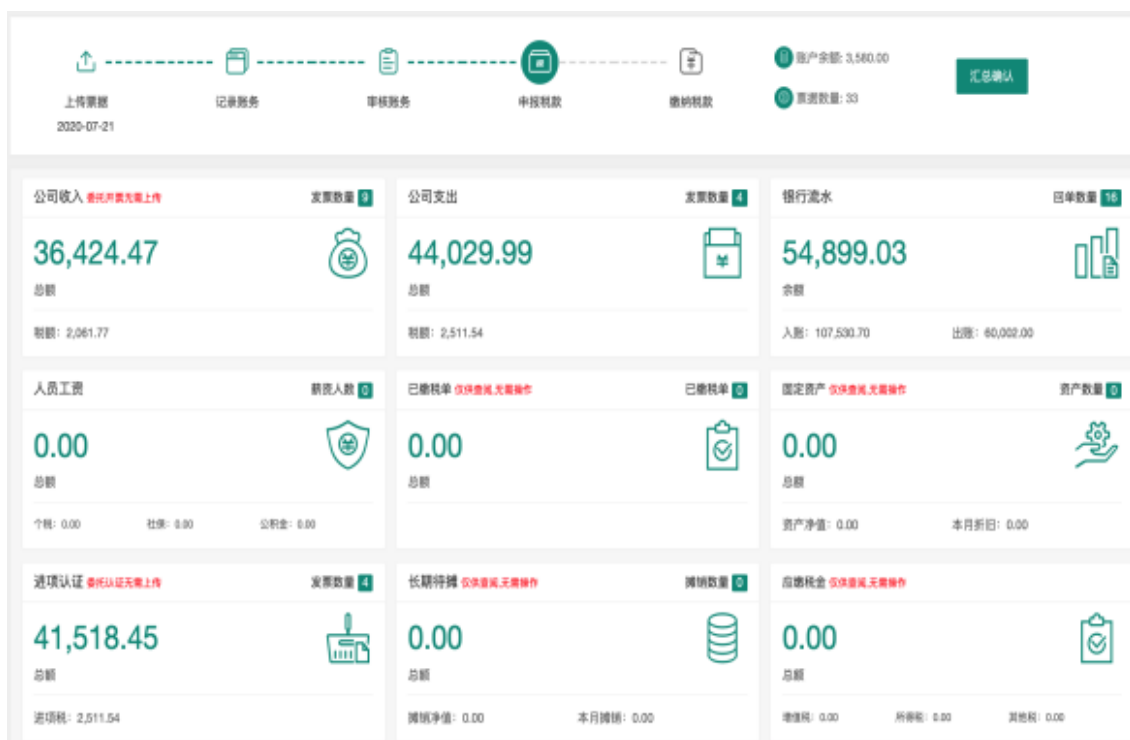 上传票据
2020-07-21
记录账务
审核账务
申报税款
缴纳税款
账户余额: 3,560.00
票据数量: 33
汇总确认
公司收入 委托开票无需上传 发票数量 9
36,424.47
总额
税额: 2,061.77
公司支出 发票数量 4
44,029.99
总额
税额: 2,511.54
银行流水 回单数量 16
54,899.03
余额
入账: 107,530.70 出账: 60,002.00
人员工资 薪资人数 0
0.00
总额
个税: 0.00 社保: 0.00 公积金: 0.00
已缴税单 仅供查阅,无需操作 已缴税单 0
0.00
总额
固定资产 仅供查阅,无需操作 资产数量 0
0.00
总额
资产净值: 0.00 本月折旧: 0.00
进项认证 委托认证无需上传 发票数量 4
41,518.45
总额
进项税: 2,511.54
长期待摊 仅供查阅,无需操作 摊销数量 0
0.00
总额
摊销净值: 0.00 本月摊销: 0.00
应缴税金 仅供查阅,无需操作
0.00
总额
增值税: 0.00 所得税: 0.00 其他税: 0.00